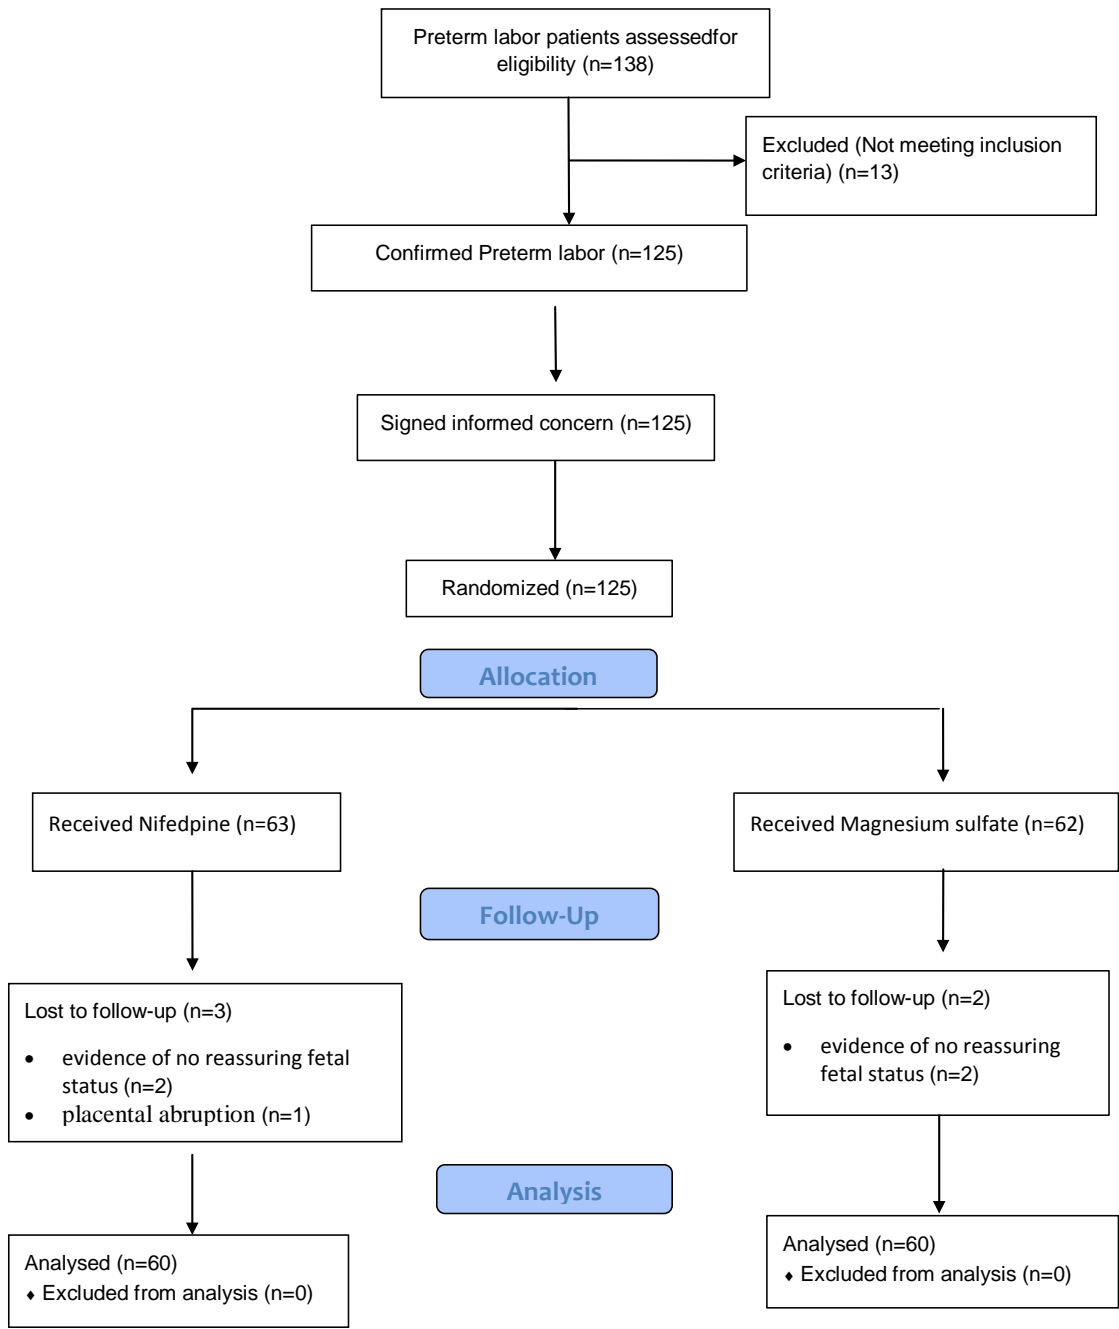 Preterm labor patients assessedfor
eligibility (n=138)
Excluded (Not meeting inclusion
criteria) (n=13)
Confirmed Preterm labor (n=125)
Signed informed concern (n=125)
Randomized (n=125)
Allocation
Received Nifedpine (n=63)
Received Magnesium sulfate (n=62)
Follow-Up
Lost to follow-up (n=3)
• evidence of no reassuring fetal
status (n=2)
• placental abruption (n=1)
Lost to follow-up (n=2)
• evidence of no reassuring
fetal status (n=2)
Analysis
Analysed (n=60)
♦ Excluded from analysis (n=0)
Analysed (n=60)
♦ Excluded from analysis (n=0)